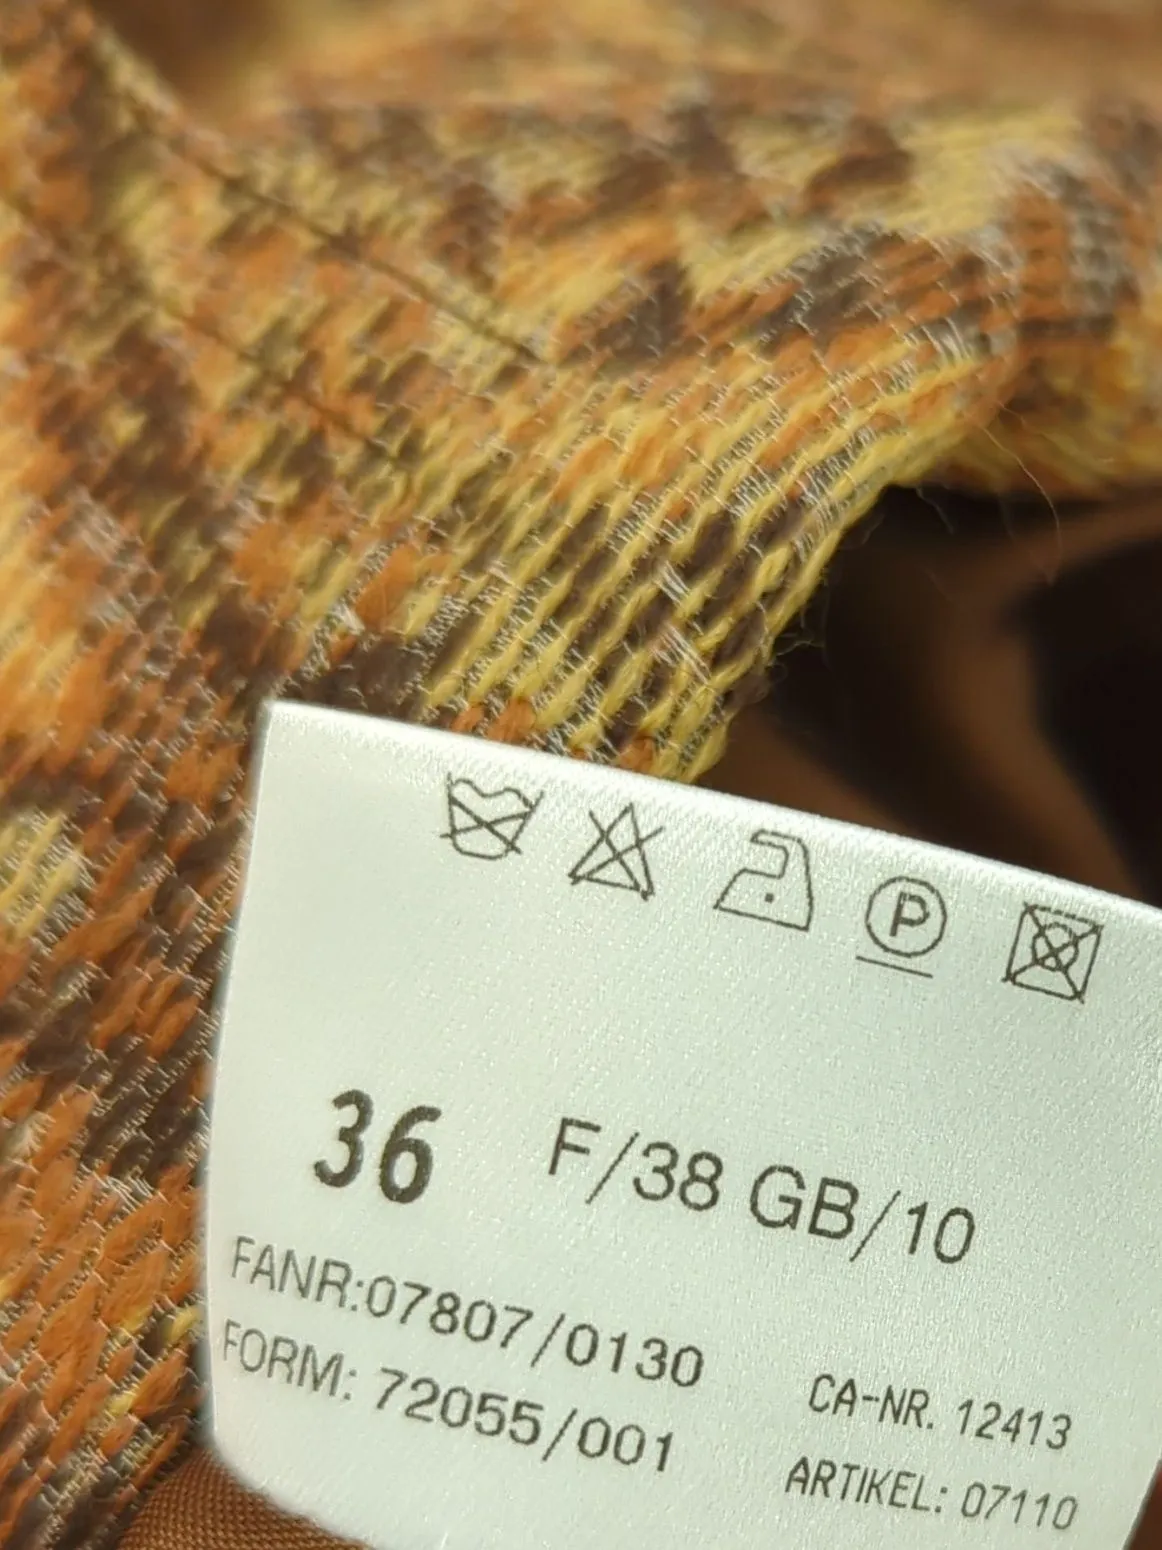 P
36 F/38 GB/10
FANR:07807/0130
FORM: 72055/001
CA-NR. 12413
ARTIKEL: 07110